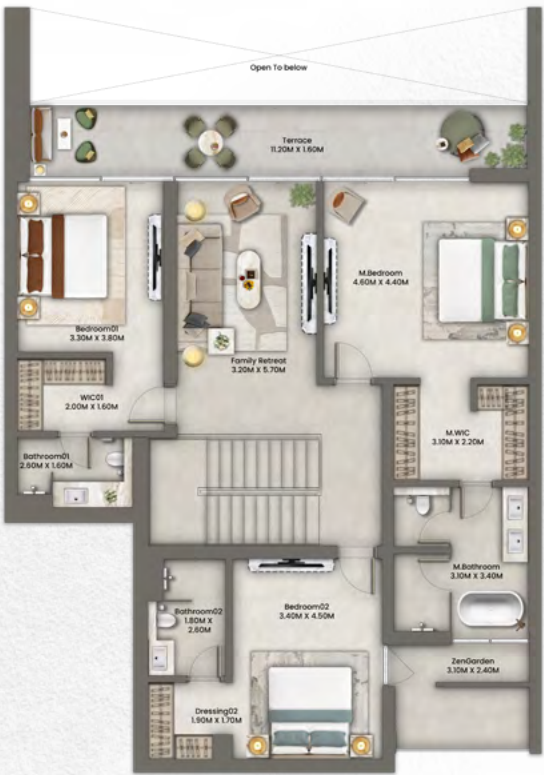 Open To below
Terrace
11.20M X 1.60M
M.Bedroom
4.60M X 4.40M
Bedroom01
3.30M X 3.80M
Family Retreat
3.20M X 5.70M
WIC01
2.00M X 1.60M
M.WIC
3.10M X 2.20M
Bathroom01
2.60M X 1.60M
M.Bathroom
3.10M X 3.40M
Bathroom02
1.80M X
2.60M
Bedroom02
3.40M X 4.50M
ZenGarden
3.10M X 2.40M
Dressing02
1.90M X 1.70M